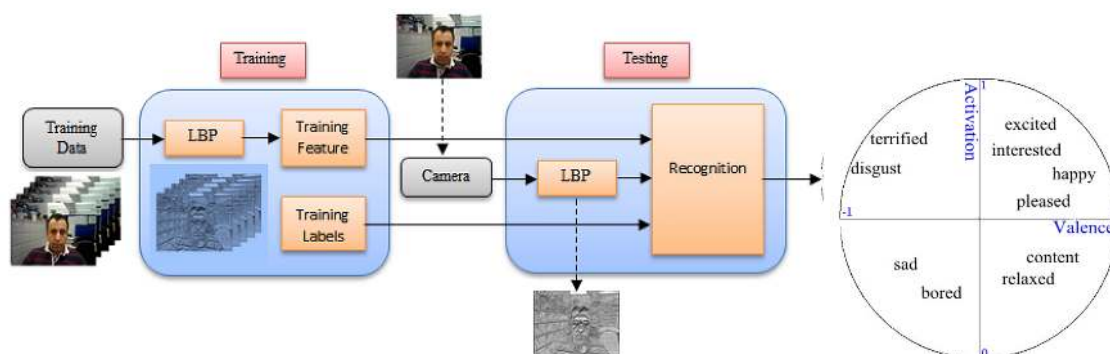 Training
Testing
Training
Data
LBP
Training
Feature
Training
Labels
Camera
LBP
Recognition
1
Activation
excited
terrified
interested
disgust
happy
pleased
-1
Valence
content
sad
relaxed
bored
0